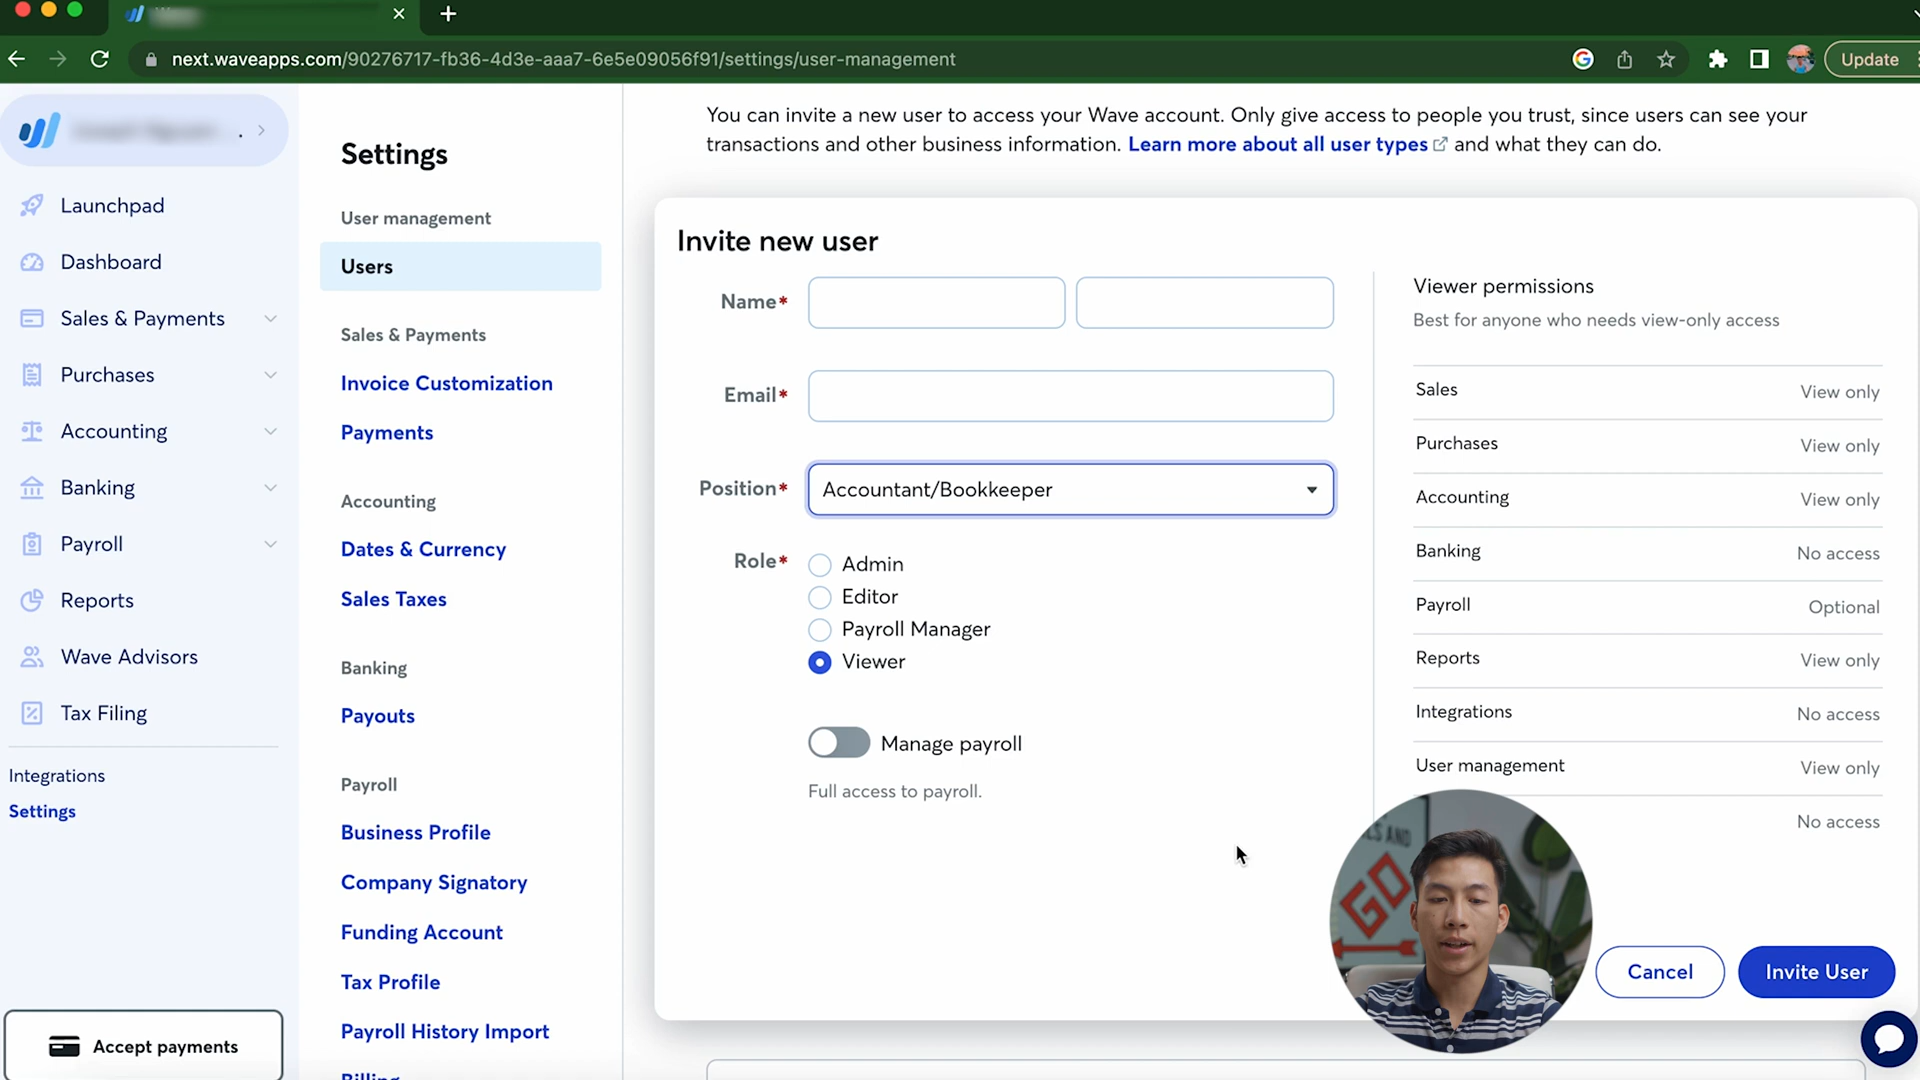 next.waveapps.com/90276717-fb36-4d3e-aaa7-6e5e09056f91/settings/user-management
Update
Launchpad
Dashboard
Sales & Payments
Purchases
Accounting
Banking
Payroll
Reports
Wave Advisors
Tax Filing
Integrations
Settings
Accept payments
Settings
User management
Users
Sales & Payments
Invoice Customization
Payments
Accounting
Dates & Currency
Sales Taxes
Banking
Payouts
Payroll
Business Profile
Company Signatory
Funding Account
Tax Profile
Payroll History Import
Billing
You can invite a new user to access your Wave account. Only give access to people you trust, since users can see your
transactions and other business information. Learn more about all user types and what they can do.
Invite new user
Name*
Email*
Position* Accountant/Bookkeeper
Role* Admin
Editor
Payroll Manager
Viewer
Manage payroll
Full access to payroll.
Viewer permissions
Best for anyone who needs view-only access
Sales View only
Purchases View only
Accounting View only
Banking No access
Payroll Optional
Reports View only
Integrations No access
User management View only
No access
AND
GO
Cancel
Invite User